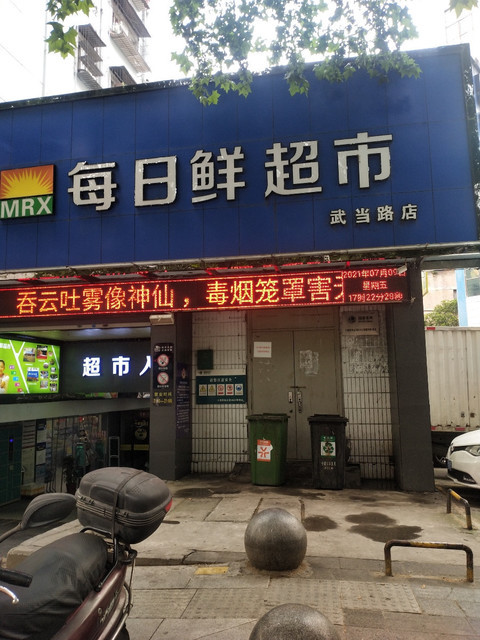 每日鲜超市
MRX
武当路店
2021年07月09
星期五
17时22分28秒
吞云吐雾像神仙，毒烟笼罩害
超市入